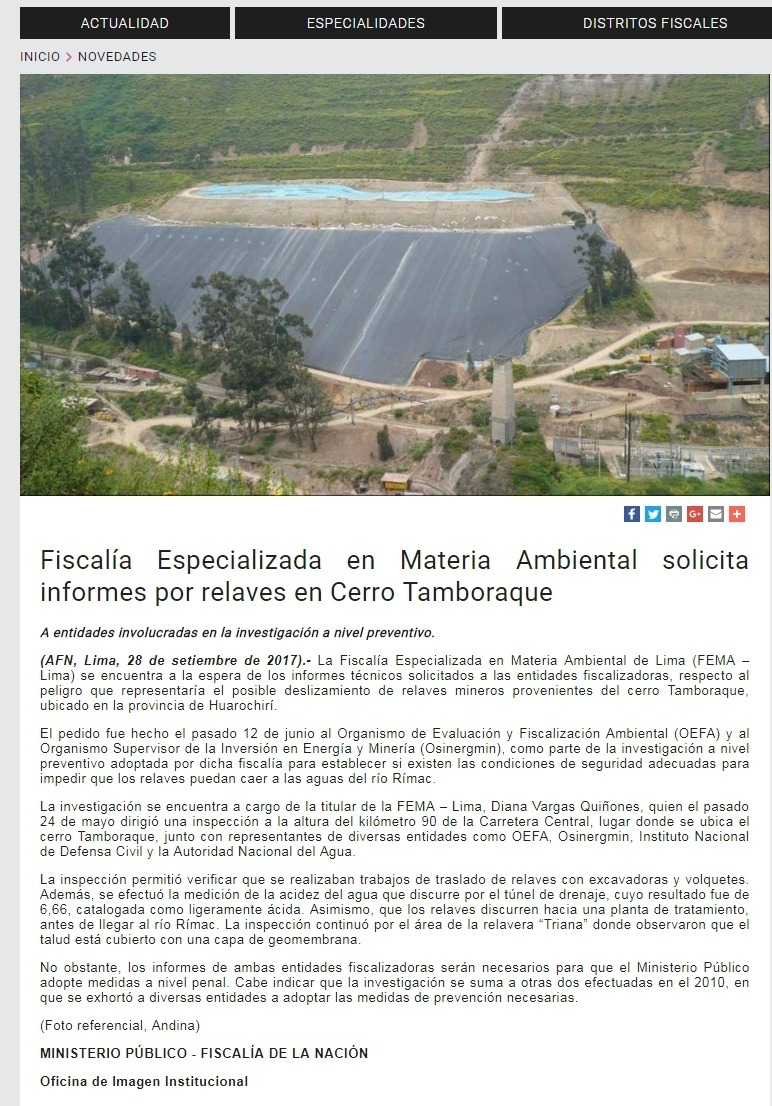 ACTUALIDAD
ESPECIALIDADES
DISTRITOS FISCALES
INICIO > NOVEDADES
Fiscalía Especializada en Materia Ambiental solicita
informes por relaves en Cerro Tamboraque
A entidades involucradas en la investigación a nivel preventivo.
(AFN, Lima, 28 de setiembre de 2017).- La Fiscalía Especializada en Materia Ambiental de Lima (FEMA –
Lima) se encuentra a la espera de los informes técnicos solicitados a las entidades fiscalizadoras, respecto al
peligro que representaría el posible deslizamiento de relaves mineros provenientes del cerro Tamboraque,
ubicado en la provincia de Huarochirí.
El pedido fue hecho el pasado 12 de junio al Organismo de Evaluación y Fiscalización Ambiental (OEFA) y al
Organismo Supervisor de la Inversión en Energía y Minería (Osinergmin), como parte de la investigación a nivel
preventivo adoptada por dicha fiscalía para establecer si existen las condiciones de seguridad adecuadas para
impedir que los relaves puedan caer a las aguas del río Rímac.
La investigación se encuentra a cargo de la titular de la FEMA – Lima, Diana Vargas Quiñones, quien el pasado
24 de mayo dirigió una inspección a la altura del kilómetro 90 de la Carretera Central, lugar donde se ubica el
cerro Tamboraque, junto con representantes de diversas entidades como OEFA, Osinergmin, Instituto Nacional
de Defensa Civil y la Autoridad Nacional del Agua.
La inspección permitió verificar que se realizaban trabajos de traslado de relaves con excavadoras y volquetes.
Además, se efectuó la medición de la acidez del agua que discurre por el túnel de drenaje, cuyo resultado fue de
6,66, catalogada como ligeramente ácida. Asimismo, que los relaves discurren hacia una planta de tratamiento,
antes de llegar al río Rímac. La inspección continuó por el área de la relavera “Triana” donde observaron que el
talud está cubierto con una capa de geomembrana.
No obstante, los informes de ambas entidades fiscalizadoras serán necesarios para que el Ministerio Público
adopte medidas a nivel penal. Cabe indicar que la investigación se suma a otras dos efectuadas en el 2010, en
que se exhortó a diversas entidades a adoptar las medidas de prevención necesarias.
(Foto referencial, Andina)
MINISTERIO PÚBLICO - FISCALÍA DE LA NACIÓN
Oficina de Imagen Institucional